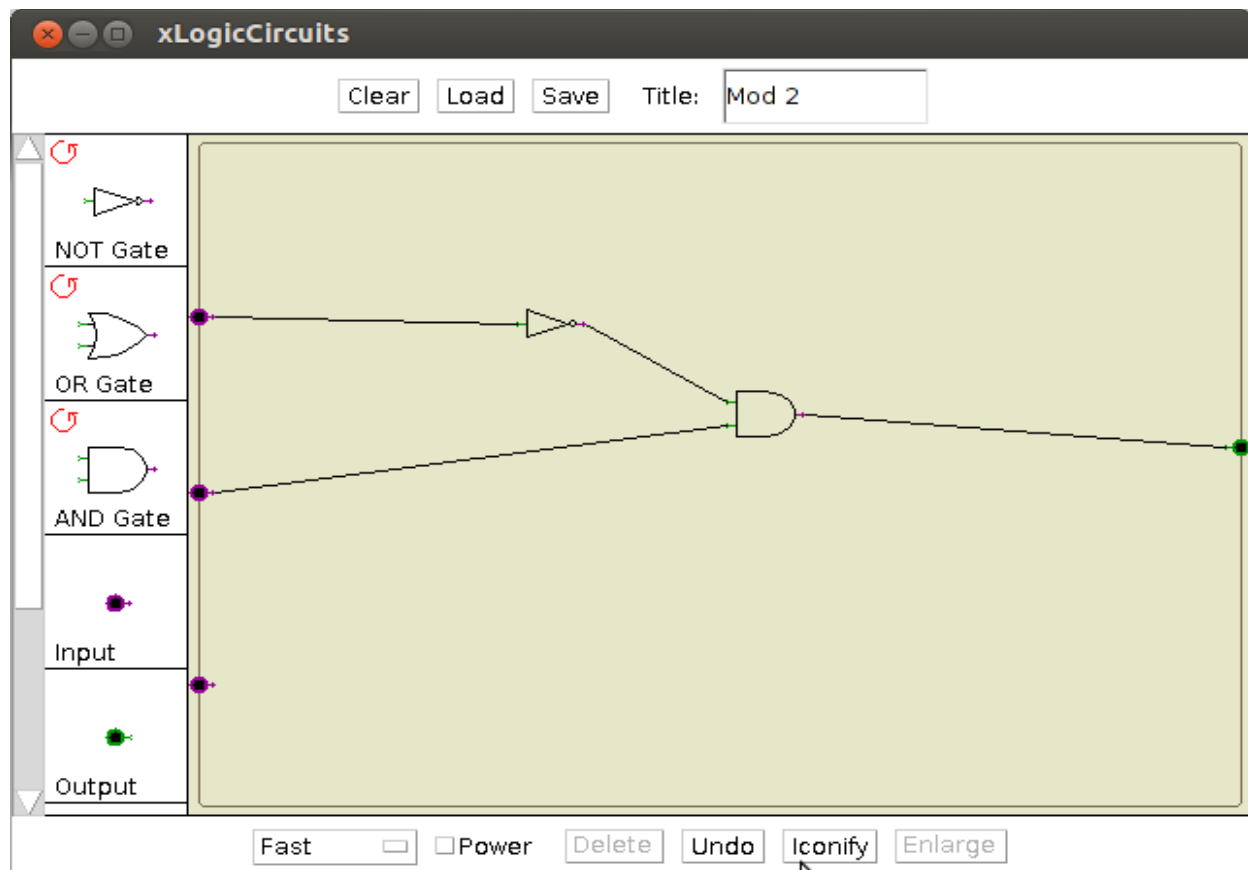 xLogicCircuits
Clear Load Save Title: Mod 2
NOT Gate
OR Gate
AND Gate
Input
Output
Fast Power Delete Undo Iconify Enlarge